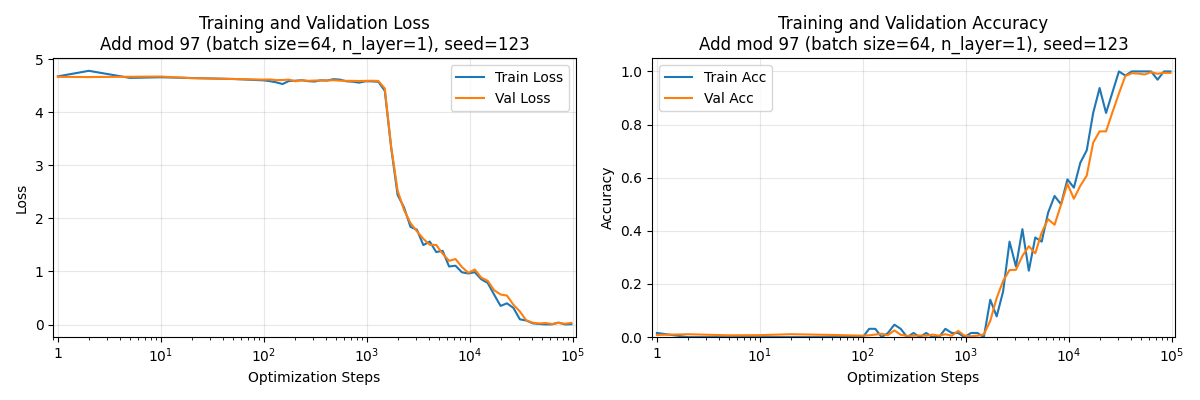 Training and Validation Loss
Add mod 97 (batch size=64, n_layer=1), seed=123
5
4
3
2
1
0
Loss
Train Loss
Val Loss
1
10^1
10^2
10^3
10^4
10^5
Optimization Steps
Training and Validation Accuracy
Add mod 97 (batch size=64, n_layer=1), seed=123
1.0
0.8
0.6
0.4
0.2
0.0
Accuracy
Train Acc
Val Acc
1
10^1
10^2
10^3
10^4
10^5
Optimization Steps